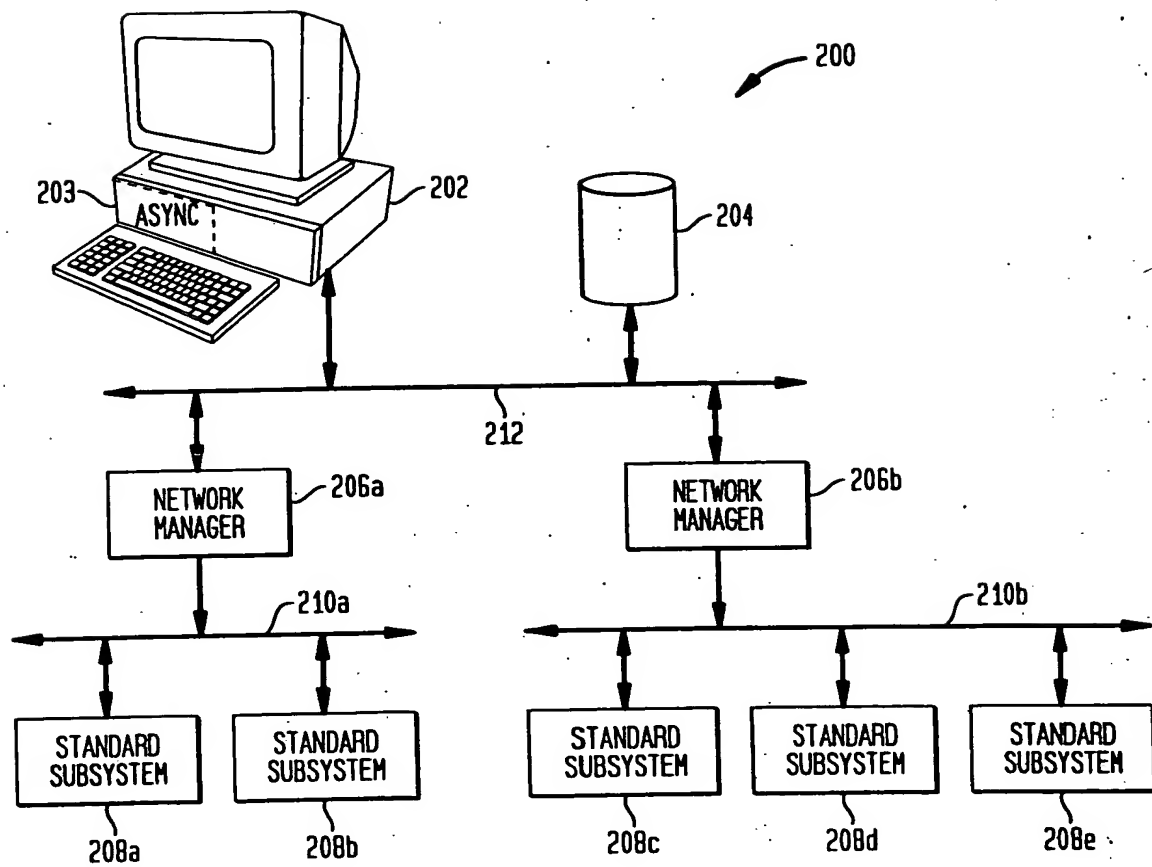 200
203
ASYNC
202
204
212
NETWORK
MANAGER
206a
NETWORK
MANAGER
206b
210a
210b
STANDARD
SUBSYSTEM
STANDARD
SUBSYSTEM
STANDARD
SUBSYSTEM
STANDARD
SUBSYSTEM
STANDARD
SUBSYSTEM
208a
208b
208c
208d
208e